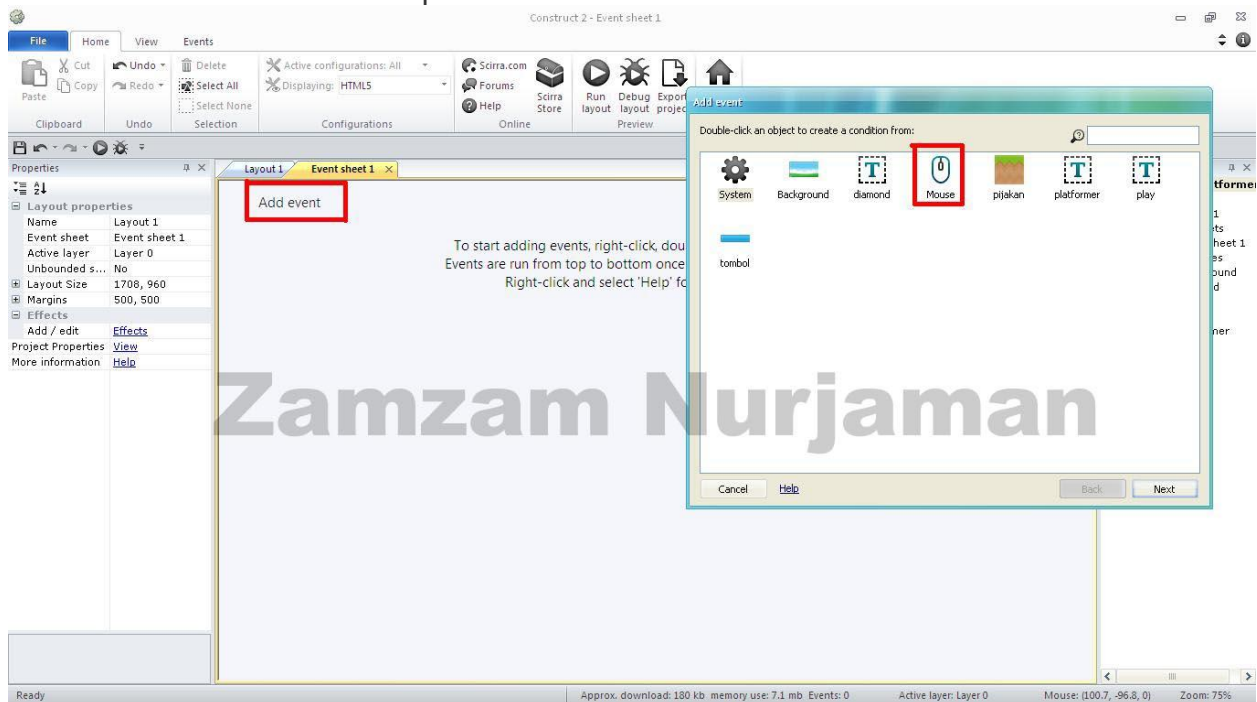 Construct 2 - Event sheet 1
File Home View Events
Cut
Copy
Paste
Clipboard
Undo
Redo
Undo
Delete
Select All
Select None
Selection
Active configurations: All
Displaying: HTML5
Configurations
Scirra.com
Forums
Help
Scirra Store
Online
Run layout
Debug layout
Export
Preview
Properties
Layout properties
Name Layout 1
Event sheet Event sheet 1
Active layer Layer 0
Unbounded s... No
Layout Size 1708, 960
Margins 500, 500
Effects
Add / edit Effects
Project Properties View
More information Help
Layout 1 Event sheet 1
Add event
To start adding events, right-click, dou
Events are run from top to bottom once
Right-click and select 'Help' fo
Add event
Double-click an object to create a condition from:
System Background diamond Mouse pijakan platformer play
tombol
Cancel Help Back Next
Zamzam Nurjaman
Ready
Approx. download: 180 kb memory use: 7.1 mb Events: 0
Active layer: Layer 0
Mouse: (100.7, -96.8, 0)
Zoom: 75%